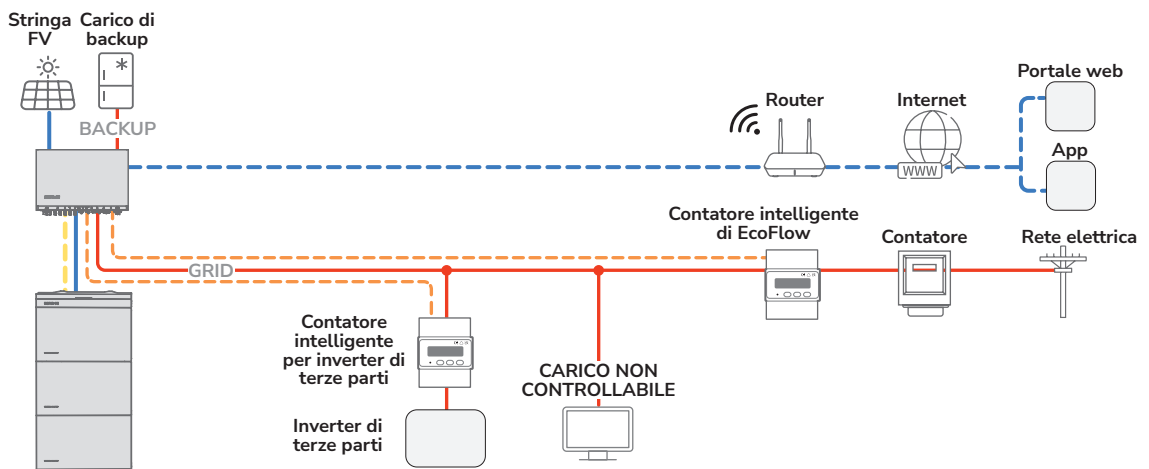 Stringa
FV
Carico di
backup
BACKUP
Router
Internet
WWW
Portale web
App
Contatore intelligente
di EcoFlow
Contatore
Rete elettrica
GRID
Contatore
intelligente
per inverter di
terze parti
CARICO NON
CONTROLLABILE
Inverter di
terze parti